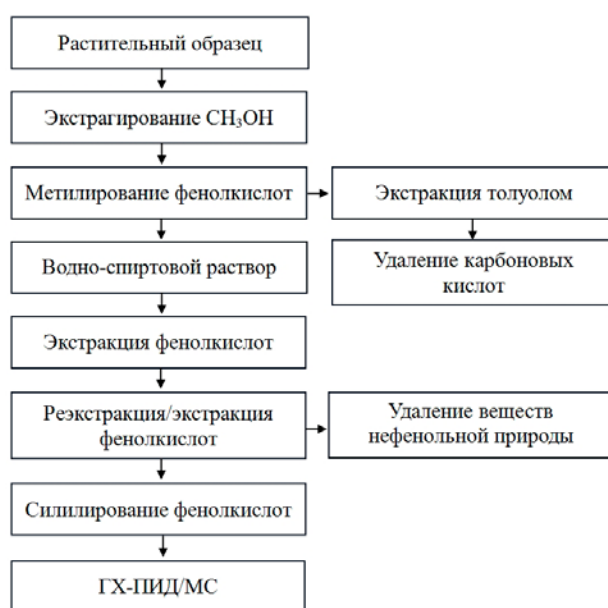 Растительный образец
Экстрагирование CH₃OH
Метилирование фенолкислот
Экстракция толуолом
Водно-спиртовой раствор
Удаление карбоновых
кислот
Экстракция фенолкислот
Реэкстракция/экстракция
фенолкислот
Удаление веществ
нефенольной природы
Силилирование фенолкислот
ГХ-ПИД/МС